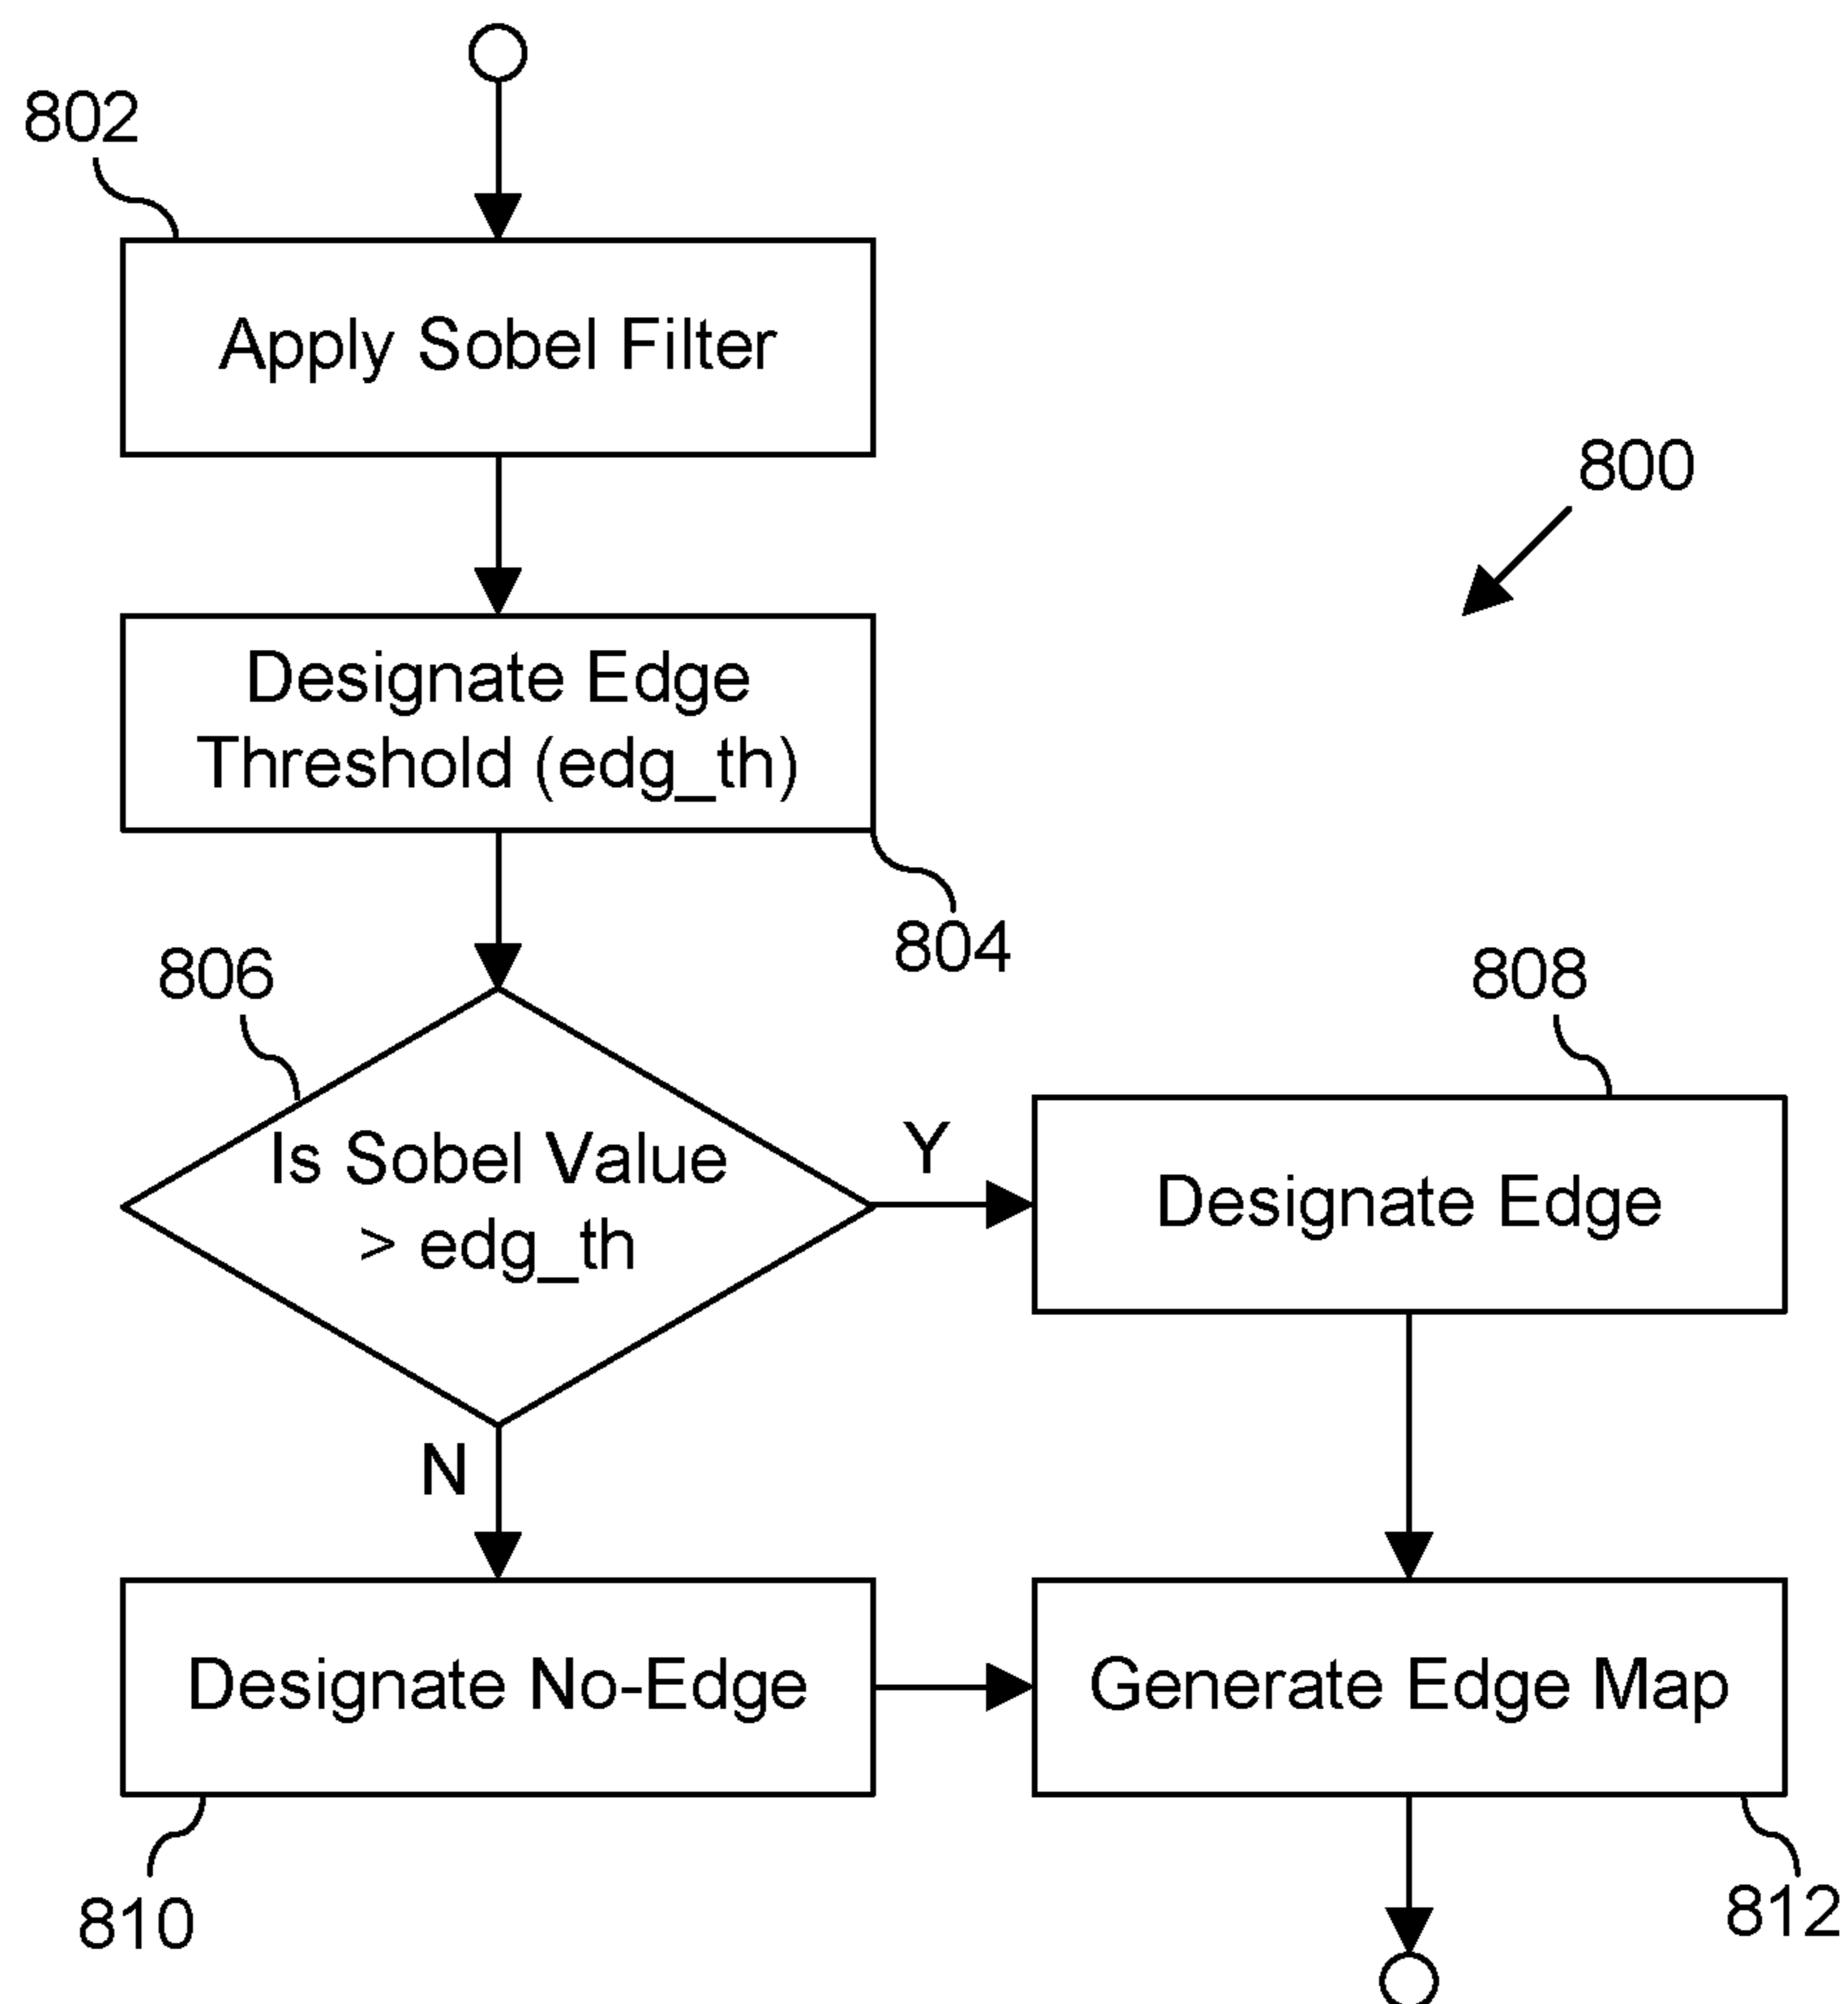 802
Apply Sobel Filter
800
Designate Edge
Threshold (edg_th)
804
806
808
Is Sobel Value
> edg_th
Y
Designate Edge
N
Designate No-Edge
Generate Edge Map
810
812